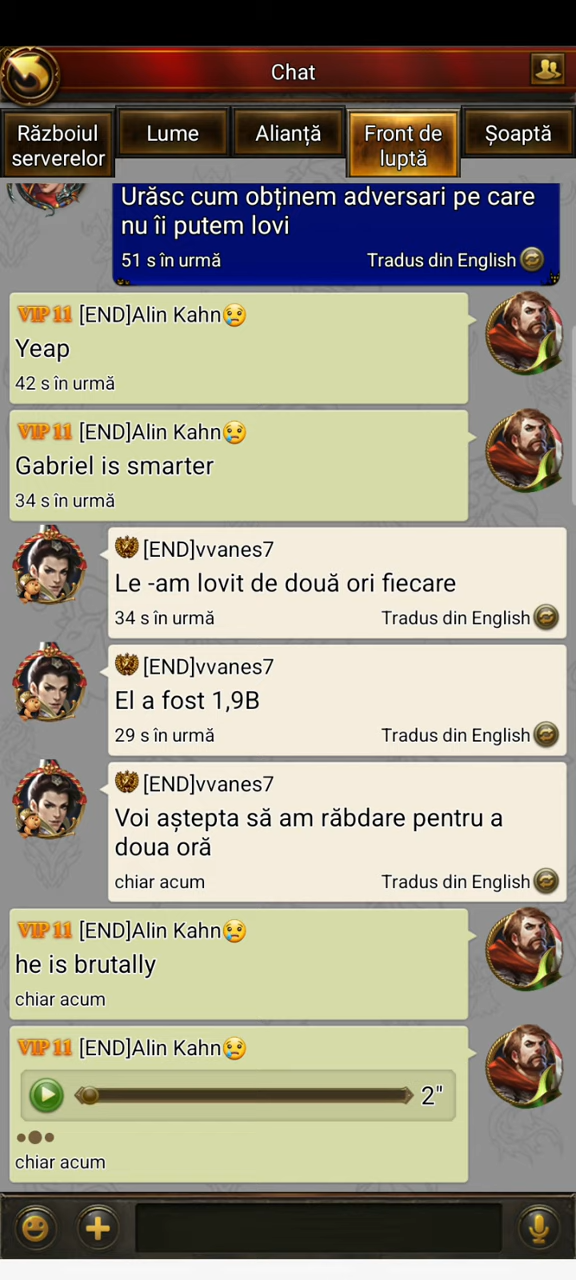 Chat
Războiul
serverelor
Lume
Alianță
Front de
luptă
Șoaptă
Urăsc cum obținem adversari pe care
nu îi putem lovi
51 s în urmă
Tradus din English
VIP 11 [END]Alin Kahn😢
Yeap
42 s în urmă
VIP 11 [END]Alin Kahn😢
Gabriel is smarter
34 s în urmă
[END]vvanes7
Le -am lovit de două ori fiecare
34 s în urmă
Tradus din English
[END]vvanes7
El a fost 1,9B
29 s în urmă
Tradus din English
[END]vvanes7
Voi aștepta să am răbdare pentru a
doua oră
chiar acum
Tradus din English
VIP 11 [END]Alin Kahn😢
he is brutally
chiar acum
VIP 11 [END]Alin Kahn😢
2"
chiar acum